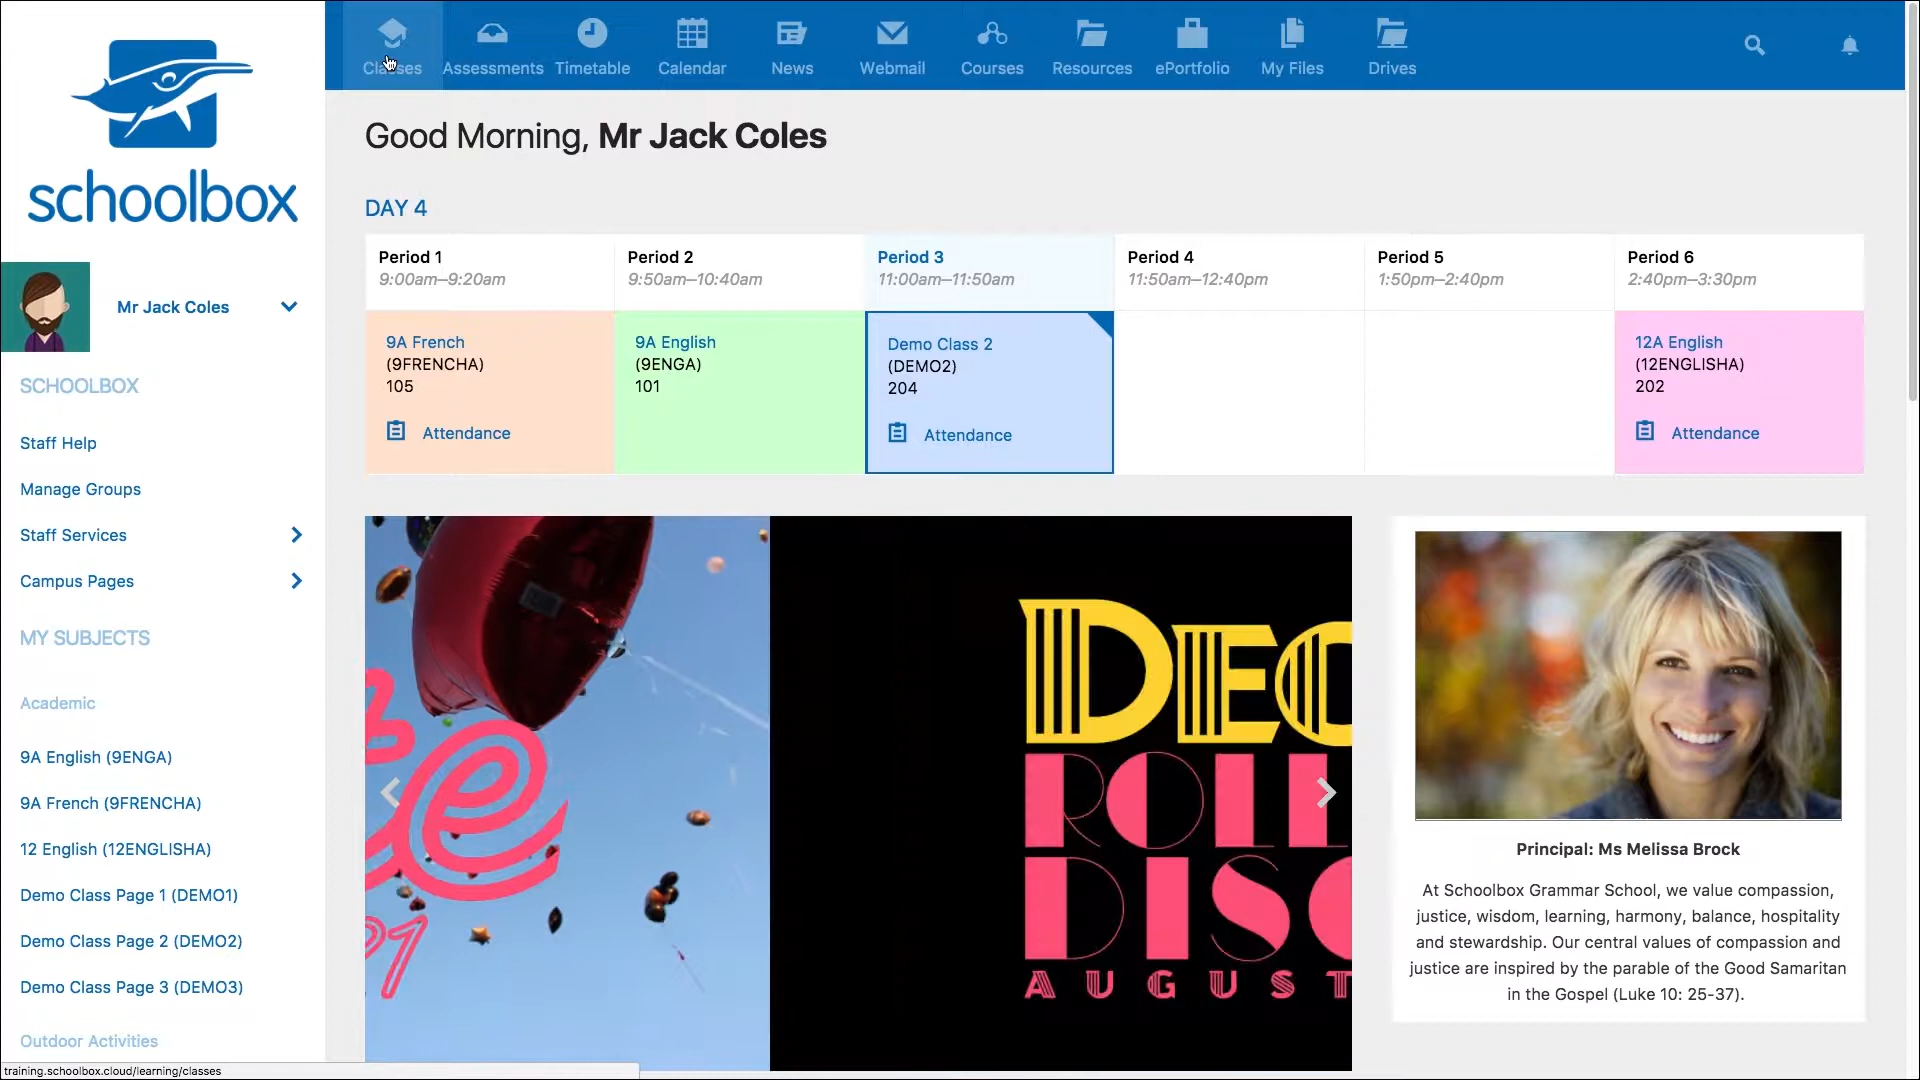 schoolbox
Classes
Assessments
Timetable
Calendar
News
Webmail
Courses
Resources
ePortfolio
My Files
Drives
Mr Jack Coles
SCHOOLBOX
Staff Help
Manage Groups
Staff Services
Campus Pages
MY SUBJECTS
Academic
9A English (9ENGA)
9A French (9FRENCHA)
12 English (12ENGLISHA)
Demo Class Page 1 (DEMO1)
Demo Class Page 2 (DEMO2)
Demo Class Page 3 (DEMO3)
Outdoor Activities
training.schoolbox.cloud/learning/classes
Good Morning, Mr Jack Coles
DAY 4
Period 1
9:00am–9:20am
Period 2
9:50am–10:40am
Period 3
11:00am–11:50am
Period 4
11:50am–12:40pm
Period 5
1:50pm–2:40pm
Period 6
2:40pm–3:30pm
9A French
(9FRENCHA)
105
Attendance
9A English
(9ENGA)
101
Demo Class 2
(DEMO2)
204
Attendance
12A English
(12ENGLISHA)
202
Attendance
DEC
ROLL
DISC
AUGUST
Principal: Ms Melissa Brock
At Schoolbox Grammar School, we value compassion,
justice, wisdom, learning, harmony, balance, hospitality
and stewardship. Our central values of compassion and
justice are inspired by the parable of the Good Samaritan
in the Gospel (Luke 10: 25-37).